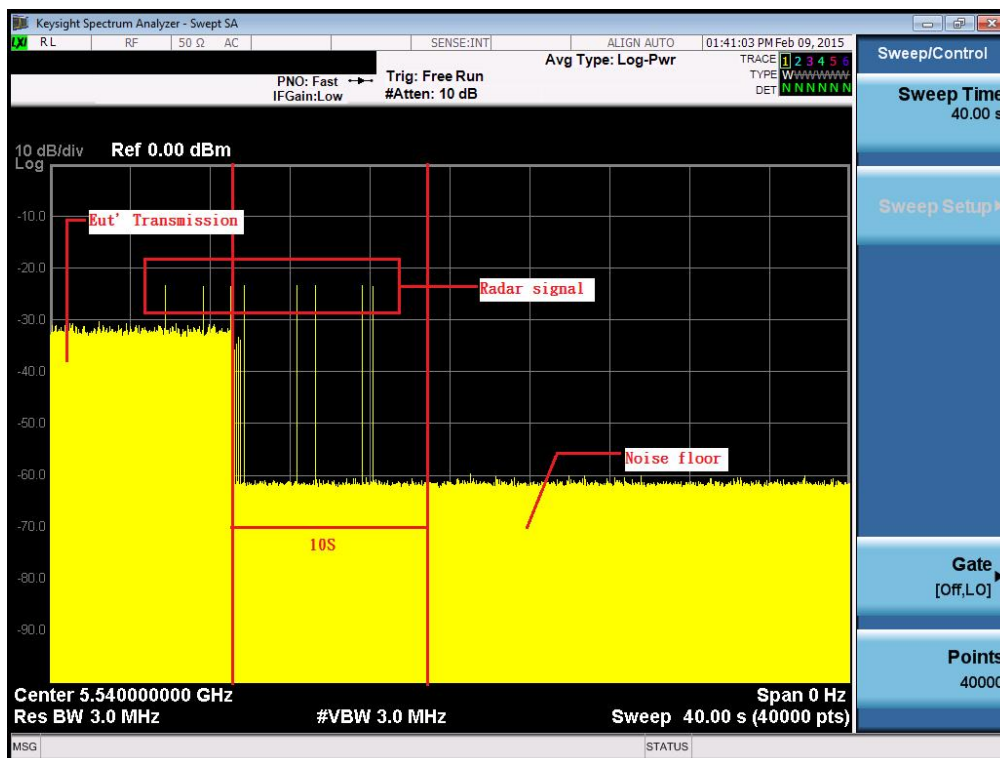 Keysight Spectrum Analyzer - Swept SA
LXI RL RF 50 Ω AC SENSE:INT ALIGN AUTO 01:41:03 PM Feb 09, 2015
PNO: Fast
IFGain:Low
Trig: Free Run
#Atten: 10 dB
Avg Type: Log-Pwr
TRACE 1 2 3 4 5 6
TYPE WWWWWW
DET N N N N N N
Sweep/Control
Sweep Time
40.00 s
Sweep Setup
Gate
[Off,LO]
Points
40000
10 dB/div
Log
Ref 0.00 dBm
-10.0
-20.0
-30.0
-40.0
-50.0
-60.0
-70.0
-80.0
-90.0
Eut' Transmission
Radar signal
Noise floor
10S
Center 5.540000000 GHz
Span 0 Hz
Res BW 3.0 MHz
#VBW 3.0 MHz
Sweep 40.00 s (40000 pts)
MSG
STATUS